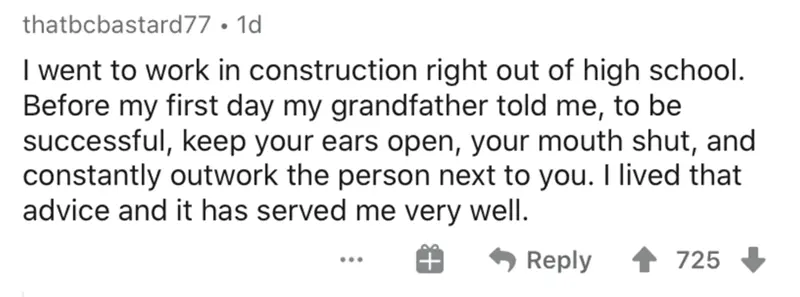 thatbcbastard77 • 1d
I went to work in construction right out of high school.
Before my first day my grandfather told me, to be
successful, keep your ears open, your mouth shut, and
constantly outwork the person next to you. I lived that
advice and it has served me very well.
... Reply 725